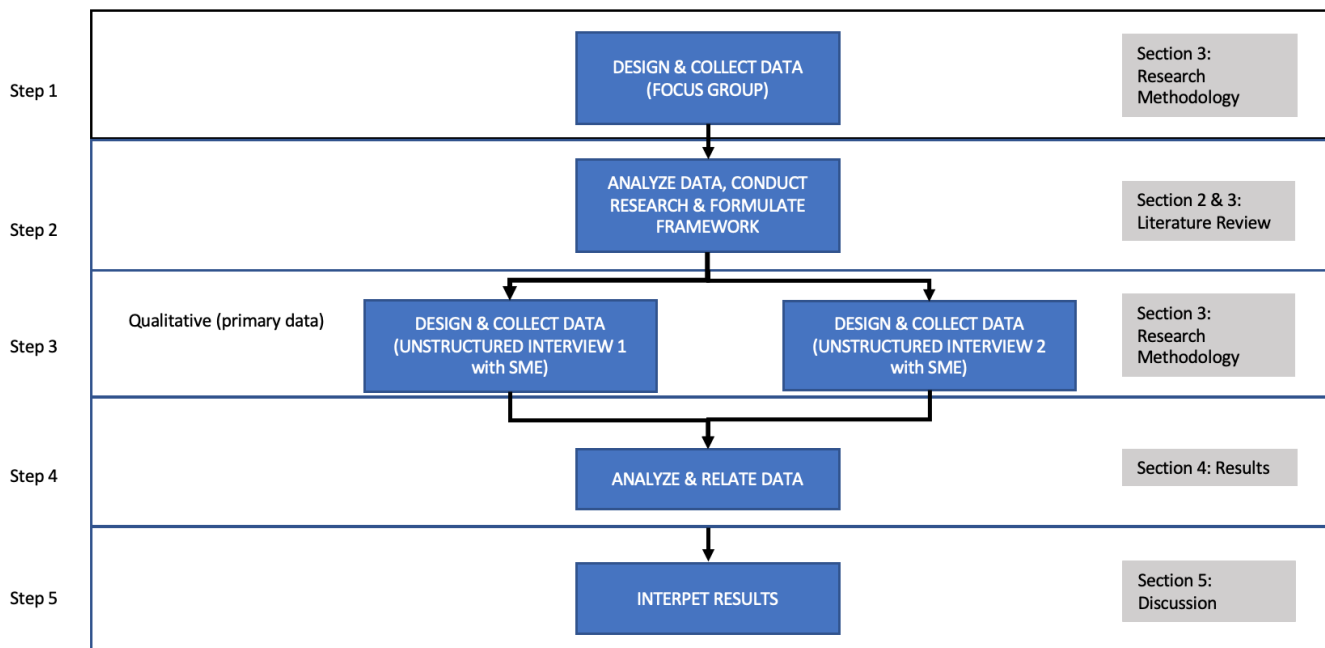 Step 1
DESIGN & COLLECT DATA
(FOCUS GROUP)
Section 3:
Research
Methodology
Step 2
ANALYZE DATA, CONDUCT
RESEARCH & FORMULATE
FRAMEWORK
Section 2 & 3:
Literature Review
Step 3
Qualitative (primary data)
DESIGN & COLLECT DATA
(UNSTRUCTURED INTERVIEW 1
with SME)
DESIGN & COLLECT DATA
(UNSTRUCTURED INTERVIEW 2
with SME)
Section 3:
Research
Methodology
Step 4
ANALYZE & RELATE DATA
Section 4: Results
Step 5
INTERPET RESULTS
Section 5:
Discussion